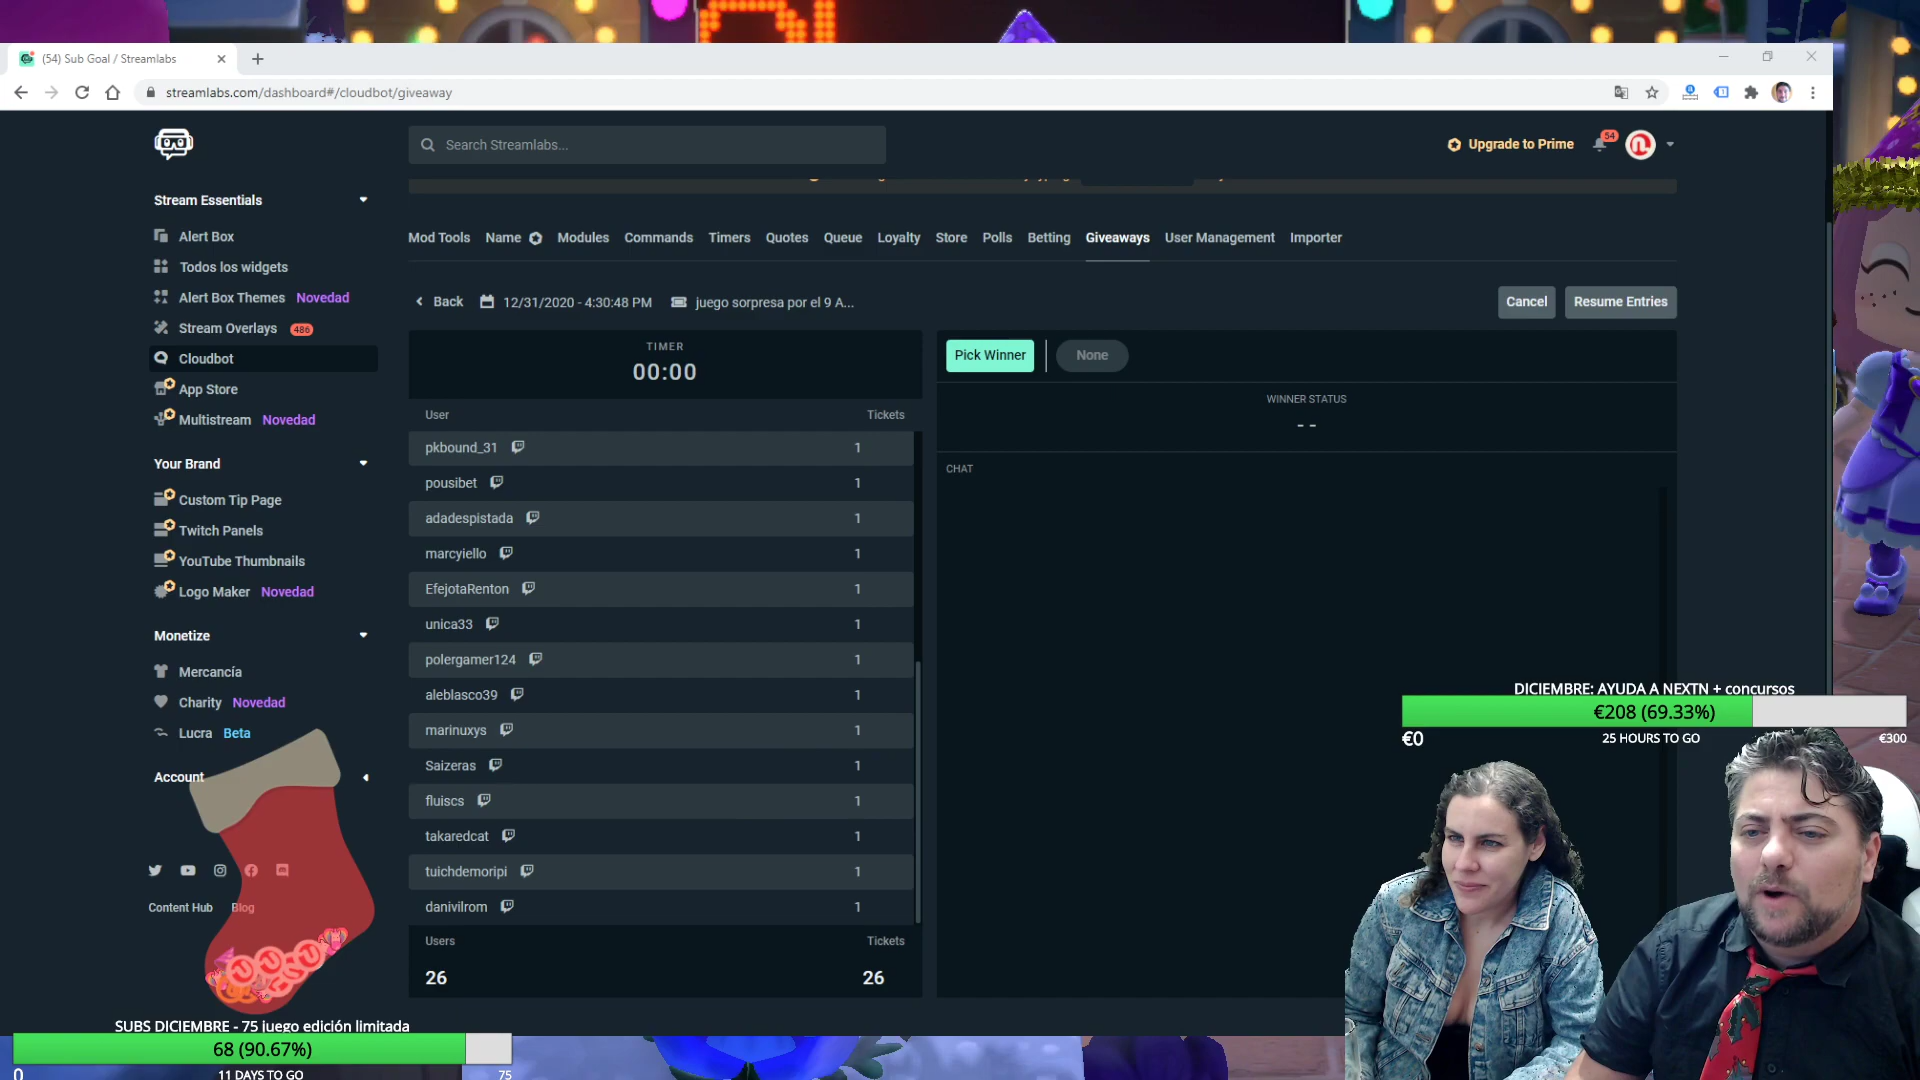 (54) Sub Goal / Streamlabs
streamlabs.com/dashboard#/cloudbot/giveaway
Search Streamlabs...
Upgrade to Prime
54
Stream Essentials
Alert Box
Todos los widgets
Alert Box Themes Novedad
Stream Overlays 486
Cloudbot
App Store
Multistream Novedad
Your Brand
Custom Tip Page
Twitch Panels
YouTube Thumbnails
Logo Maker Novedad
Monetize
Mercancía
Charity Novedad
Lucra Beta
Account
Content Hub Blog
Mod Tools Name Modules Commands Timers Quotes Queue Loyalty Store Polls Betting Giveaways User Management Importer
Back 12/31/2020 - 4:30:48 PM juego sorpresa por el 9 A...
Cancel Resume Entries
TIMER
00:00
User Tickets
pkbound_31 1
pousibet 1
adadespistada 1
marcyiello 1
EfejotaRenton 1
unica33 1
polergamer124 1
aleblasco39 1
marinuxys 1
Saizeras 1
fluiscs 1
takaredcat 1
tuichdemoripi 1
danivilrom 1
Users Tickets
26 26
Pick Winner None
WINNER STATUS
--
CHAT
DICIEMBRE: AYUDA A NEXTN + concursos
€208 (69.33%)
€0 25 HOURS TO GO €300
SUBS DICIEMBRE - 75 juego edición limitada
68 (90.67%)
0 11 DAYS TO GO 75